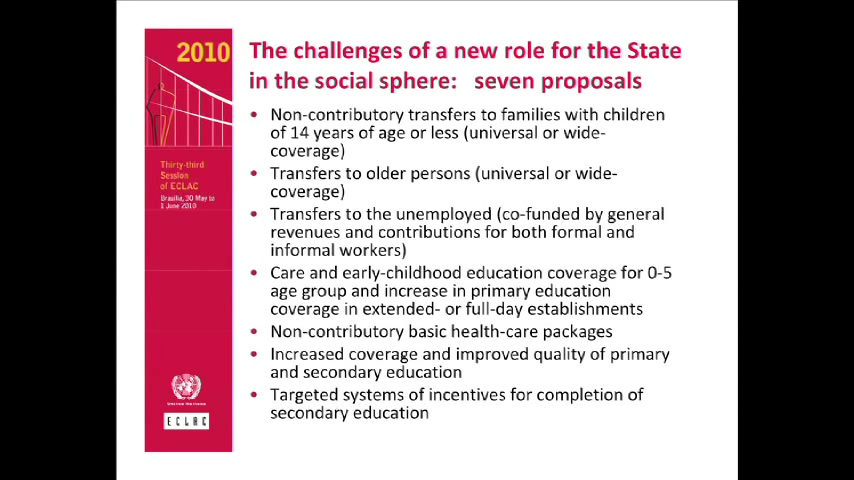 2010
Thirty-third
Session
of ECLAC
Brasilia, 30 May to
1 June 2010
ECLAC
The challenges of a new role for the State
in the social sphere: seven proposals
• Non-contributory transfers to families with children
of 14 years of age or less (universal or wide-
coverage)
• Transfers to older persons (universal or wide-
coverage)
• Transfers to the unemployed (co-funded by general
revenues and contributions for both formal and
informal workers)
• Care and early-childhood education coverage for 0-5
age group and increase in primary education
coverage in extended- or full-day establishments
• Non-contributory basic health-care packages
• Increased coverage and improved quality of primary
and secondary education
• Targeted systems of incentives for completion of
secondary education